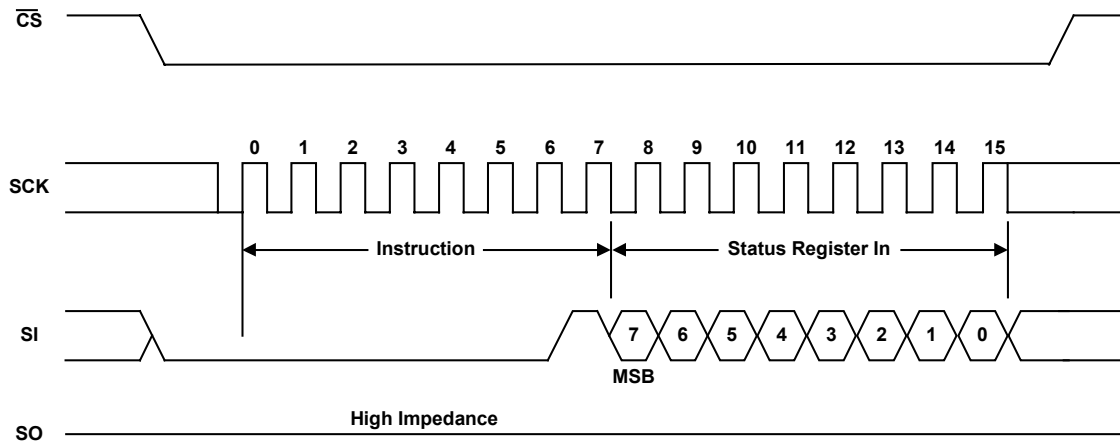 CS
0 1 2 3 4 5 6 7 8 9 10 11 12 13 14 15
SCK
Instruction Status Register In
SI
7 6 5 4 3 2 1 0
MSB
High Impedance
SO